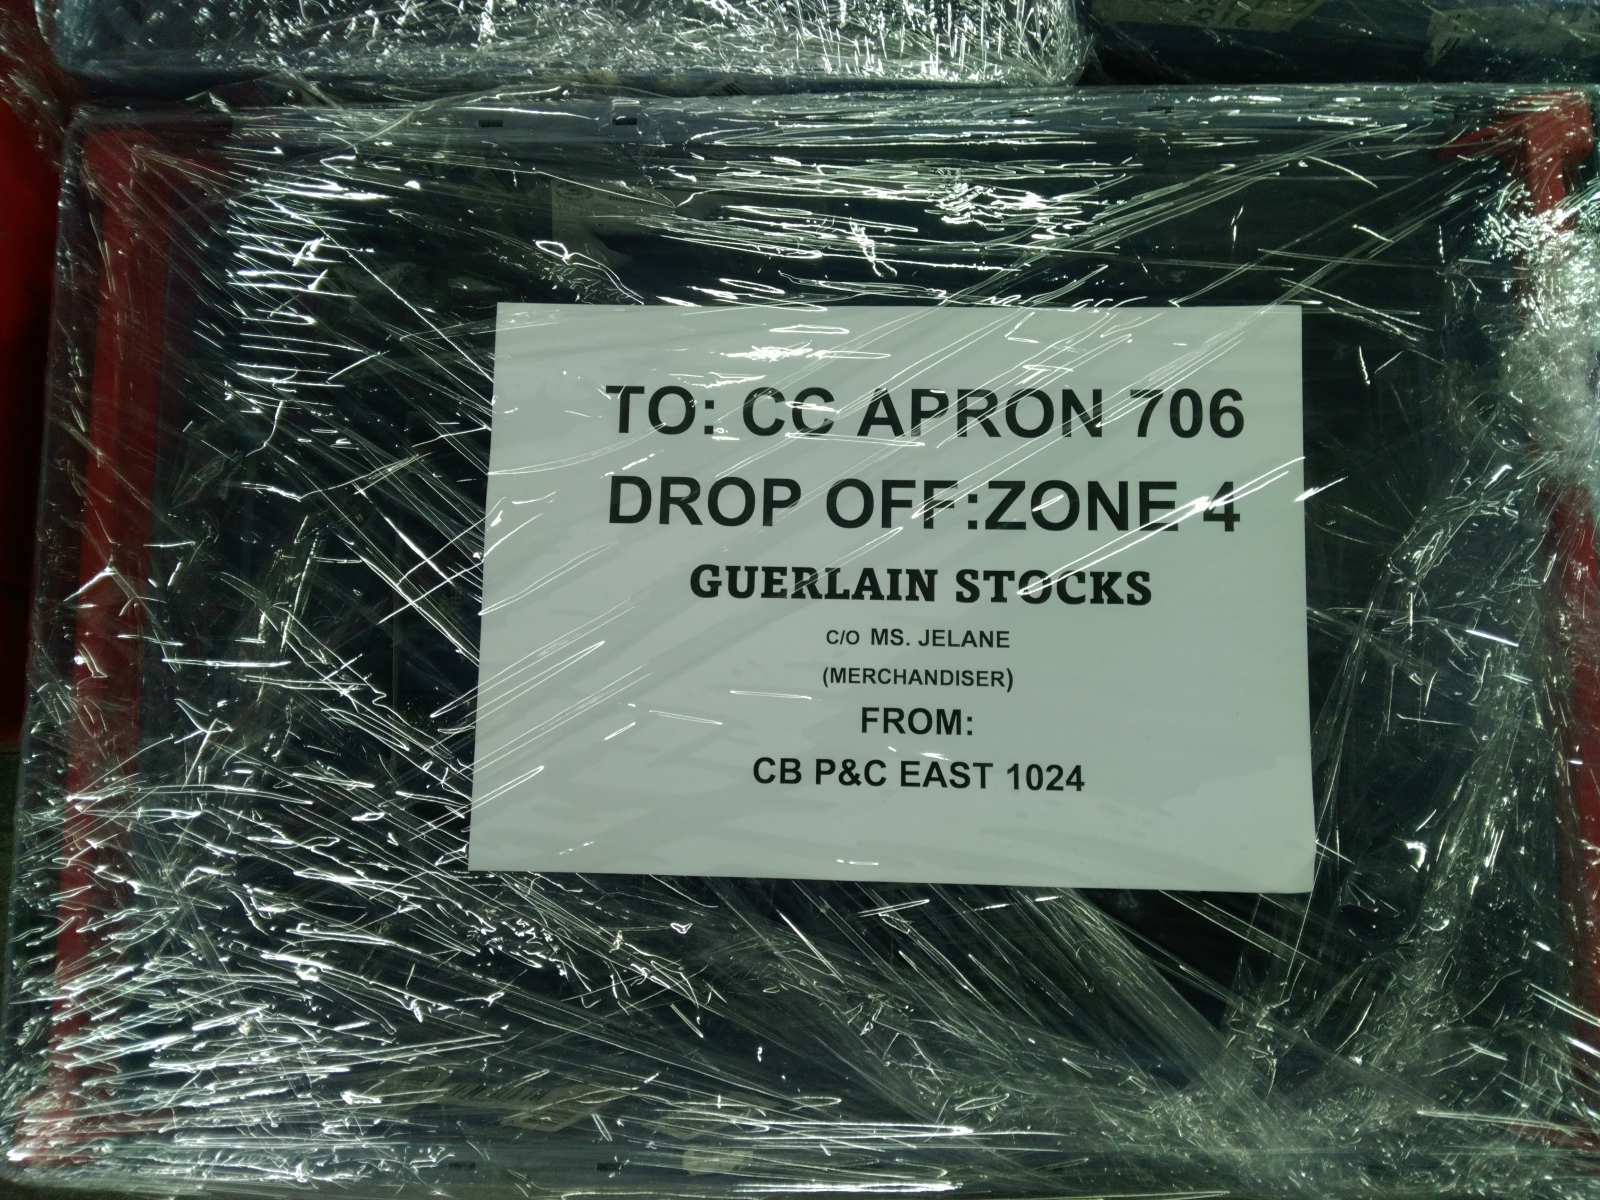 TO: CC APRON 706
DROP OFF:ZONE 4
GUERLAIN STOCKS
C/O MS. JELANE
(MERCHANDISER)
FROM:
CB P&C EAST 1024